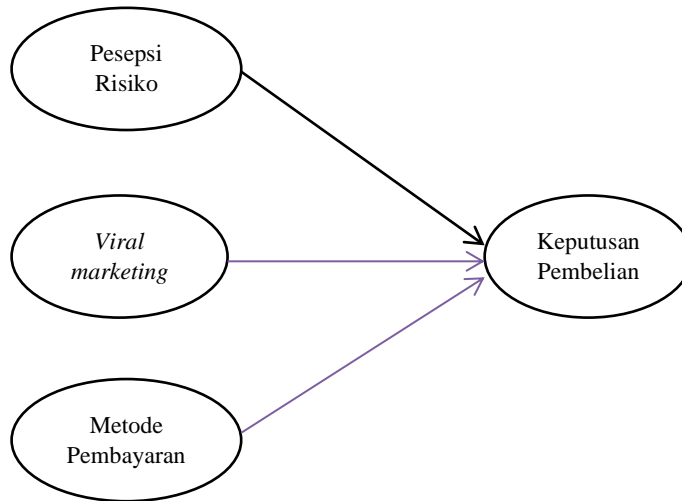 Pesepsi
Risiko
Viral
marketing
Keputusan
Pembelian
Metode
Pembayaran